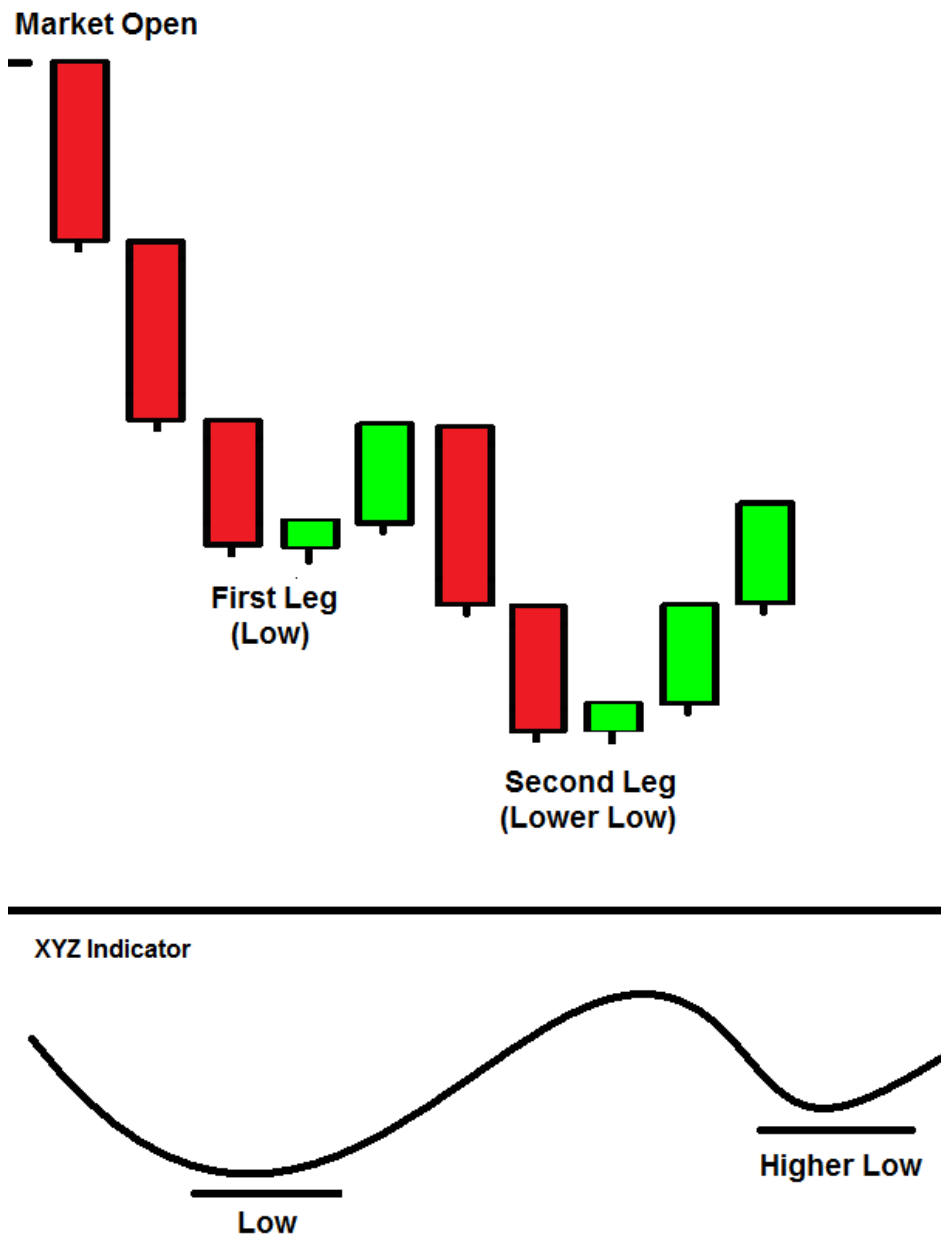 Market Open
First Leg
(Low)
Second Leg
(Lower Low)
XYZ Indicator
Higher Low
Low